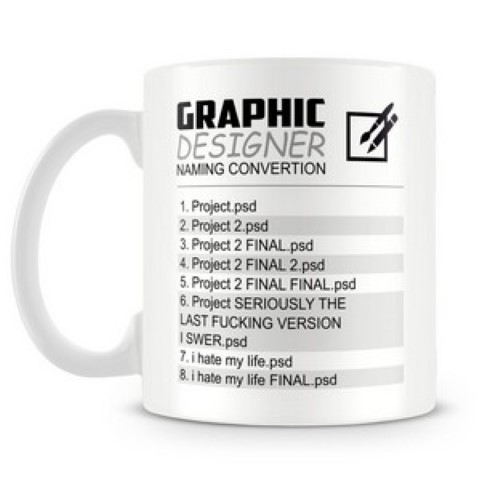 GRAPHIC
DESIGNER
NAMING CONVERTION
1. Project.psd
2. Project 2.psd
3. Project 2 FINAL.psd
4. Project 2 FINAL 2.psd
5. Project 2 FINAL FINAL.psd
6. Project SERIOUSLY THE
LAST FUCKING VERSION
I SWER.psd
7. i hate my life.psd
8. i hate my life FINAL.psd